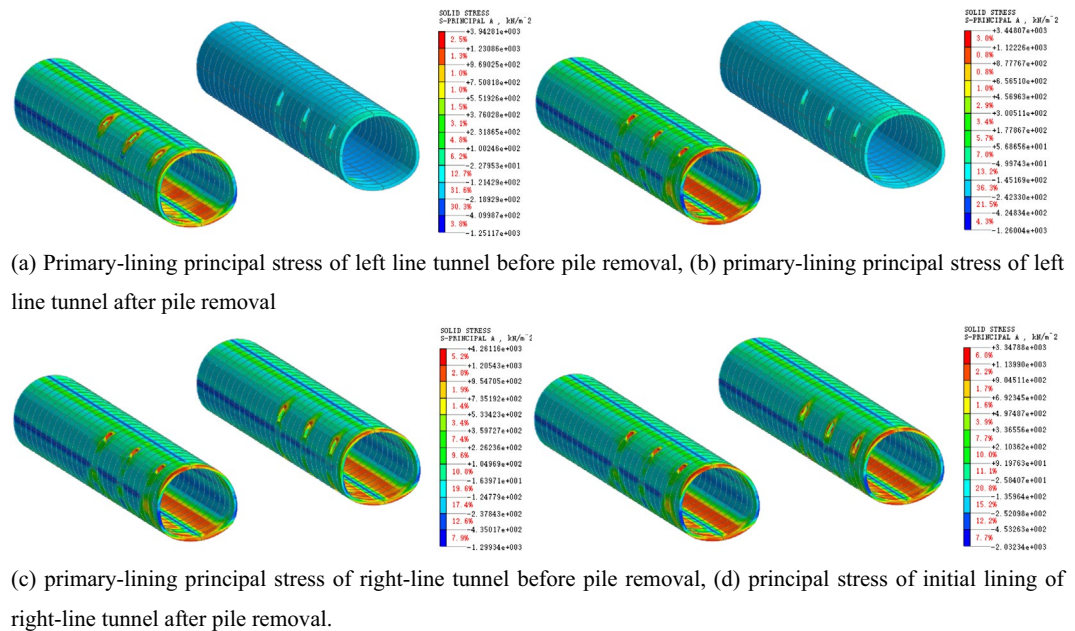 SOLID STRESS
S-PRINCIPAL A , kN/m^2
+3.94281e+003
2.5%
+1.23086e+003
1.3%
+9.69025e+002
1.0%
+7.50818e+002
1.0%
+5.51926e+002
1.5%
+3.76028e+002
3.1%
+2.31865e+002
4.8%
+1.00246e+002
6.2%
-2.27953e+001
12.7%
-1.21429e+002
31.6%
-2.18929e+002
30.3%
-4.09987e+002
3.8%
-1.25117e+003
SOLID STRESS
S-PRINCIPAL A , kN/m^2
+3.44807e+003
3.0%
+1.12226e+003
0.8%
+8.77767e+002
0.8%
+6.56510e+002
1.0%
+4.56963e+002
2.9%
+3.00511e+002
3.4%
+1.77867e+002
5.7%
+5.68656e+001
7.0%
-4.99743e+001
13.2%
-1.45169e+002
36.3%
-2.42330e+002
21.5%
-4.24834e+002
4.3%
-1.26004e+003
(a) Primary-lining principal stress of left line tunnel before pile removal, (b) primary-lining principal stress of left
line tunnel after pile removal
SOLID STRESS
S-PRINCIPAL A , kN/m^2
+4.26116e+003
5.2%
+1.20543e+003
2.0%
+9.54705e+002
1.9%
+7.35192e+002
1.4%
+5.33423e+002
3.4%
+3.59727e+002
7.4%
+2.26236e+002
9.6%
+1.04969e+002
10.8%
-1.63971e+001
19.6%
-1.24779e+002
17.4%
-2.37843e+002
12.6%
-4.35017e+002
7.9%
-1.29934e+003
SOLID STRESS
S-PRINCIPAL A , kN/m^2
+3.34788e+003
6.0%
+1.13990e+003
2.2%
+9.04511e+002
1.7%
+6.92345e+002
1.6%
+4.97487e+002
3.9%
+3.36556e+002
7.7%
+2.10362e+002
10.0%
+9.19763e+001
11.1%
-2.58407e+001
20.8%
-1.35964e+002
15.2%
-2.52098e+002
12.2%
-4.53263e+002
7.7%
-2.03234e+003
(c) primary-lining principal stress of right-line tunnel before pile removal, (d) principal stress of initial lining of
right-line tunnel after pile removal.